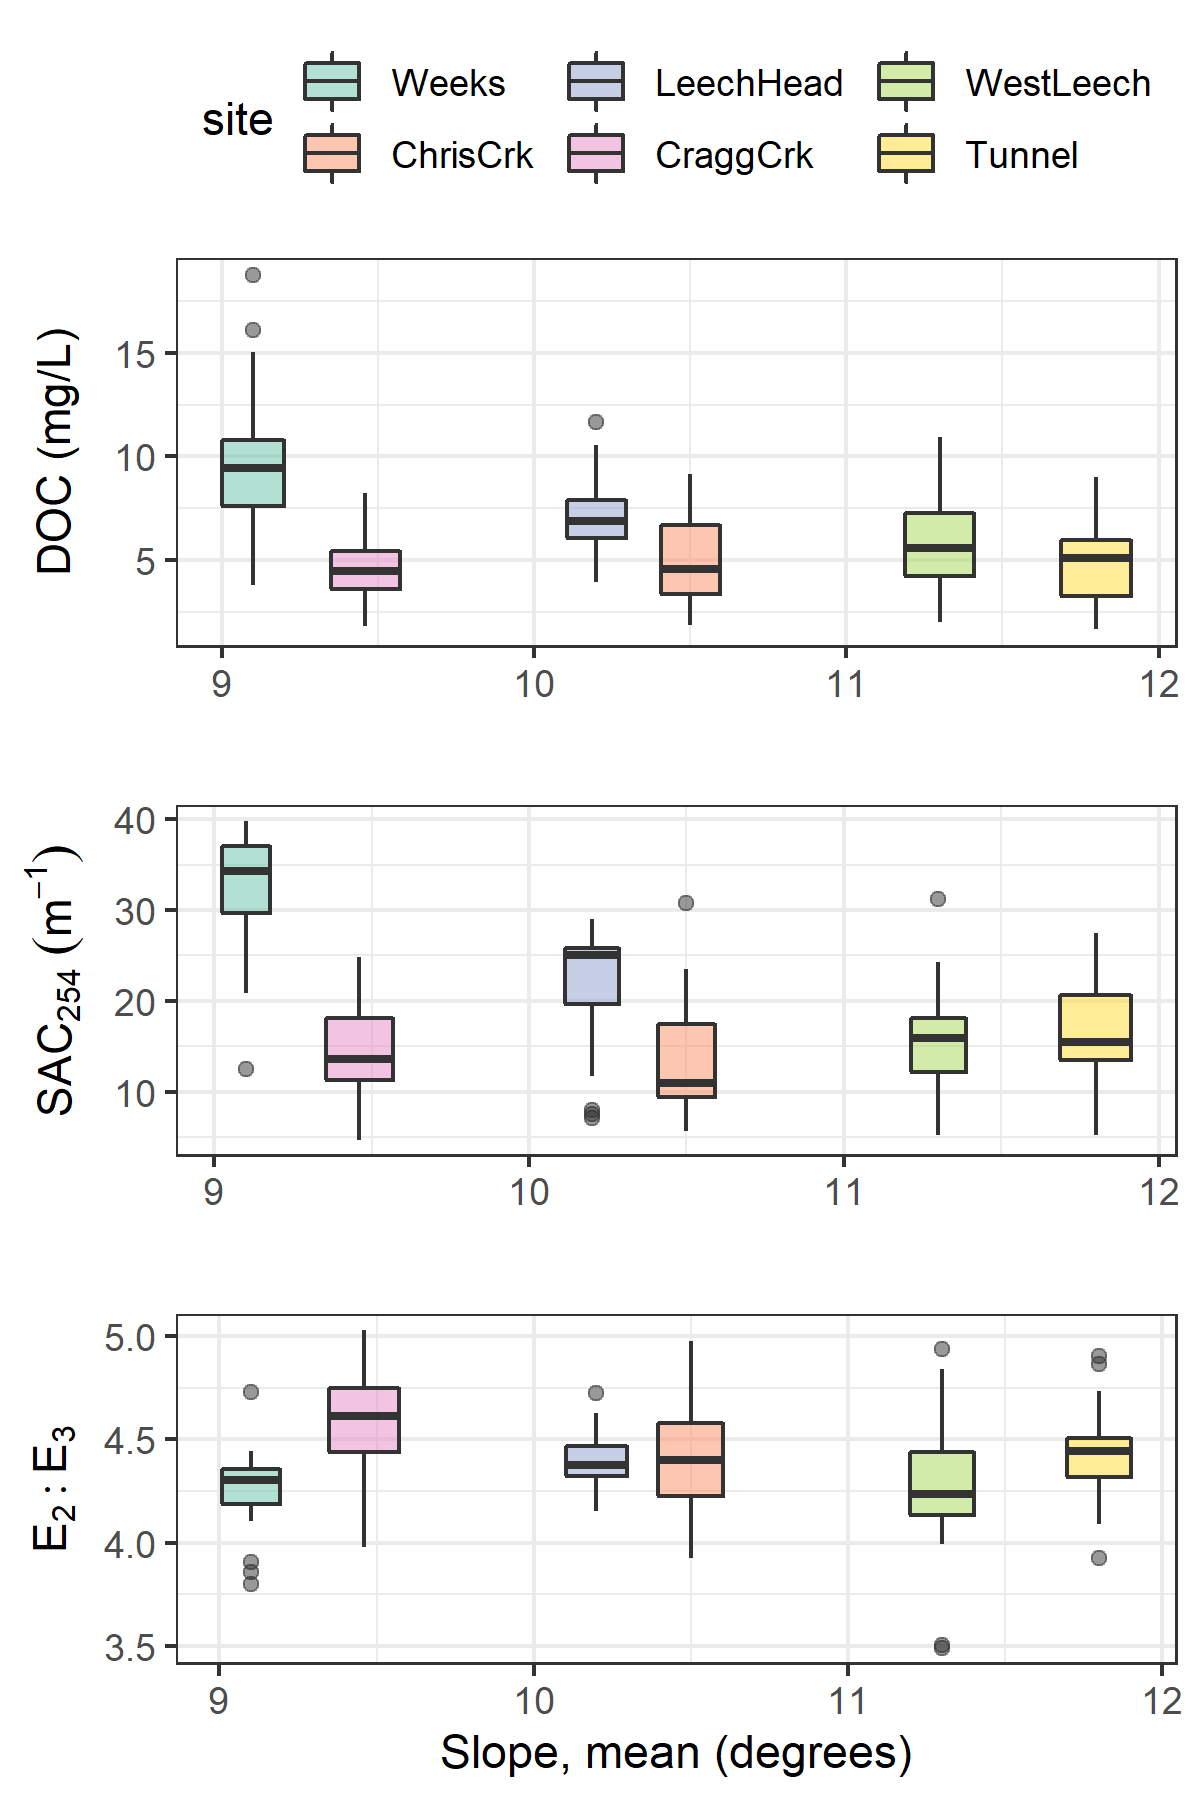 site
Weeks LeechHead WestLeech
ChrisCrk CraggCrk Tunnel
DOC (mg/L)
15
10
5
9 10 11 12
SAC₂₅₄ (m⁻¹)
40
30
20
10
9 10 11 12
E₂ : E₃
5.0
4.5
4.0
3.5
9 10 11 12
Slope, mean (degrees)